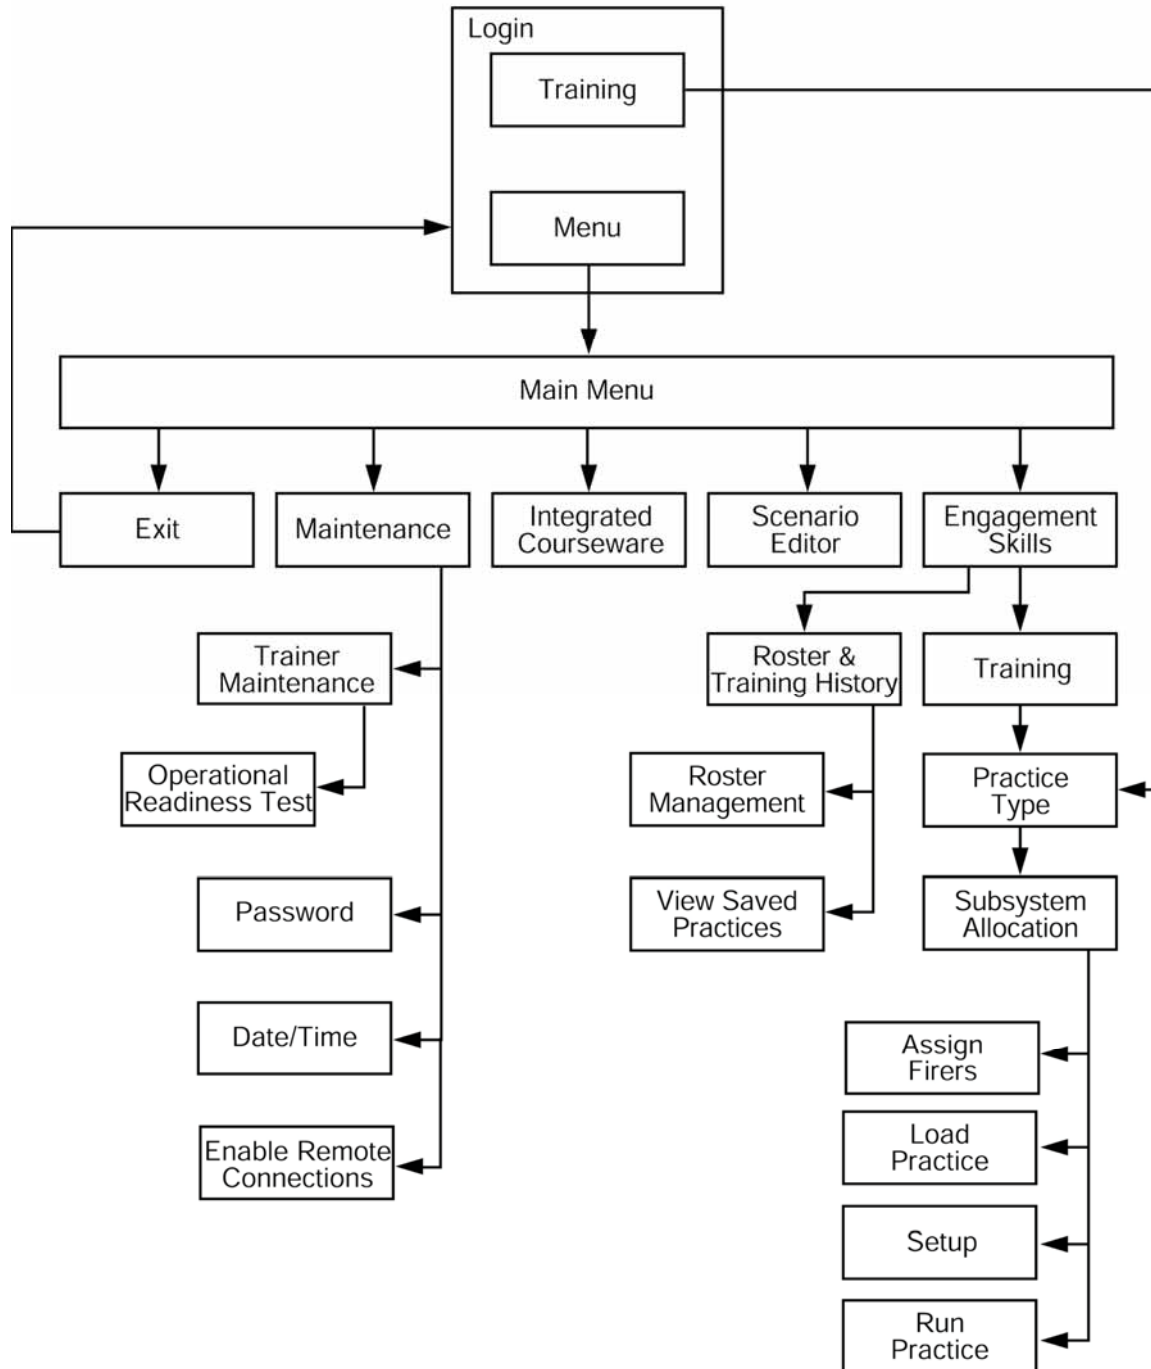 Login
Training
Menu
Main Menu
Exit
Maintenance
Integrated
Courseware
Scenario
Editor
Engagement
Skills
Trainer
Maintenance
Roster &
Training History
Training
Operational
Readiness Test
Roster
Management
Practice
Type
Password
View Saved
Practices
Subsystem
Allocation
Date/Time
Assign
Firers
Enable Remote
Connections
Load
Practice
Setup
Run
Practice